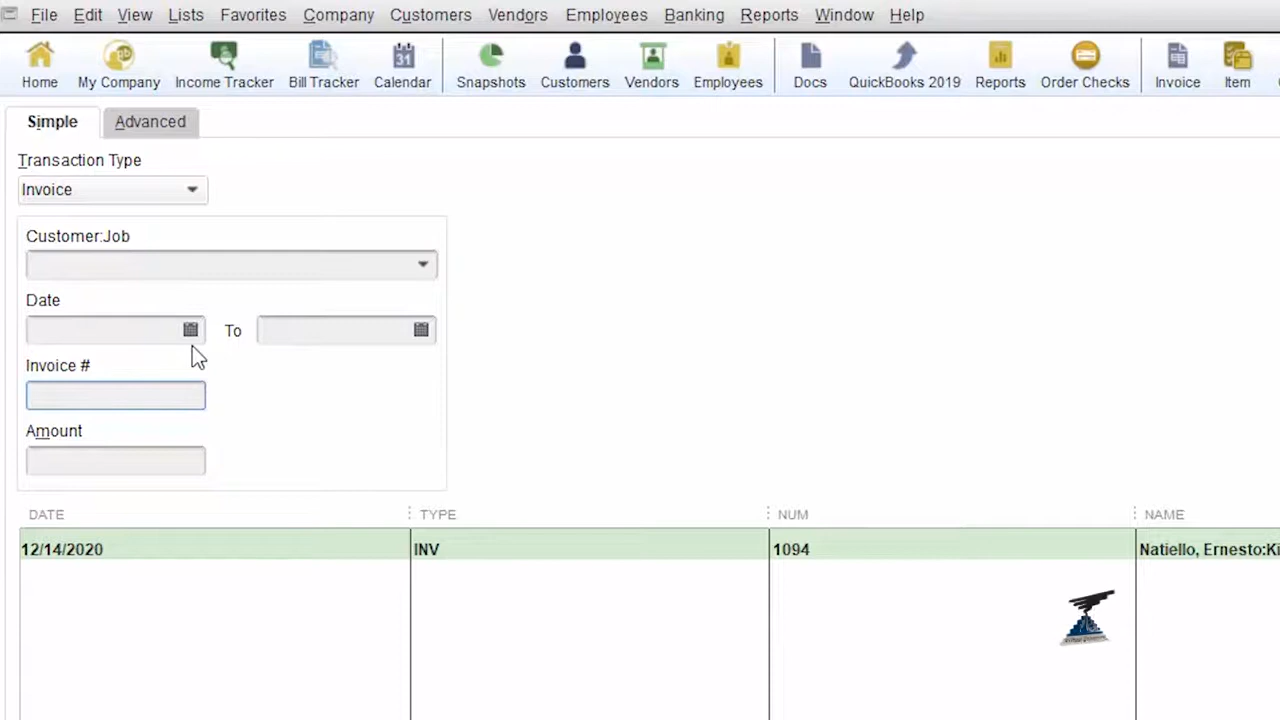 File Edit View Lists Favorites Company Customers Vendors Employees Banking Reports Window Help
Home My Company Income Tracker Bill Tracker Calendar Snapshots Customers Vendors Employees Docs QuickBooks 2019 Reports Order Checks Invoice Item
Simple Advanced
Transaction Type
Invoice
Customer:Job
Date
To
Invoice #
Amount
DATE TYPE NUM NAME
12/14/2020 INV 1094 Natiello, Ernesto:Ki